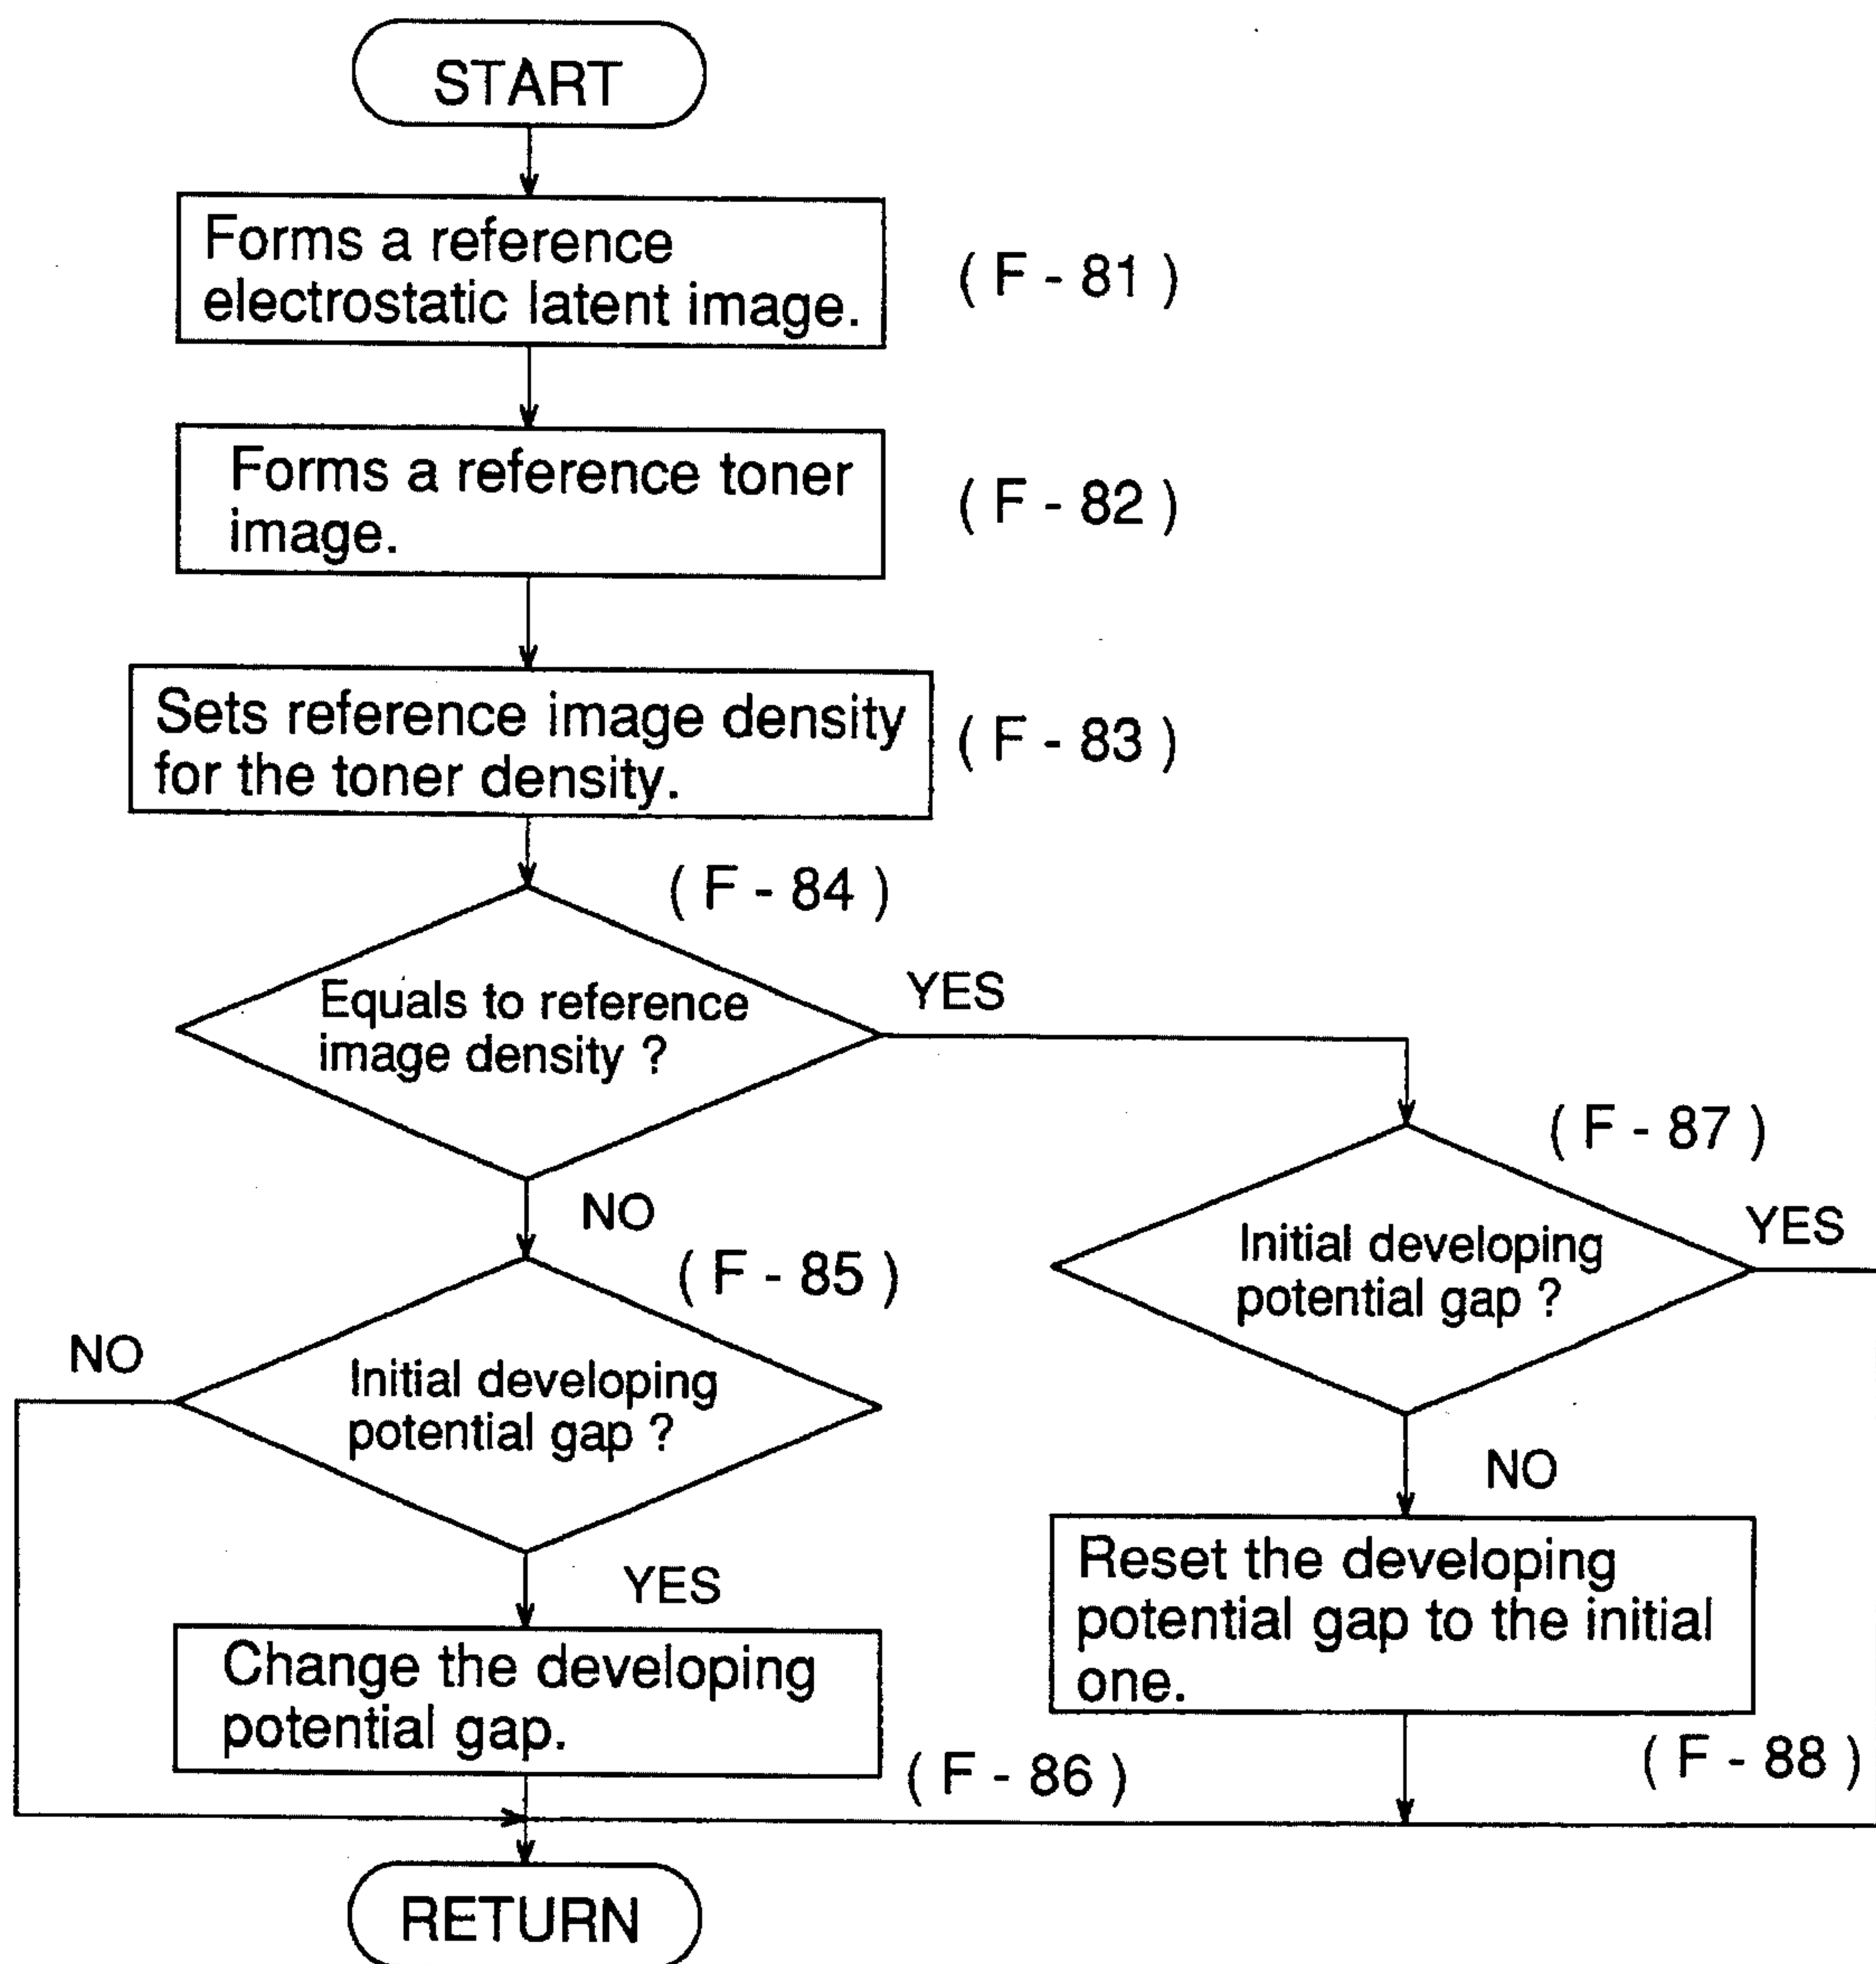 START
Forms a reference
electrostatic latent image.
( F - 81 )
Forms a reference toner
image.
( F - 82 )
Sets reference image density
for the toner density.
( F - 83 )
( F - 84 )
Equals to reference
image density ?
YES
NO
( F - 85 )
Initial developing
potential gap ?
NO
YES
Change the developing
potential gap.
( F - 86 )
( F - 87 )
Initial developing
potential gap ?
YES
NO
Reset the developing
potential gap to the initial
one.
( F - 88 )
RETURN